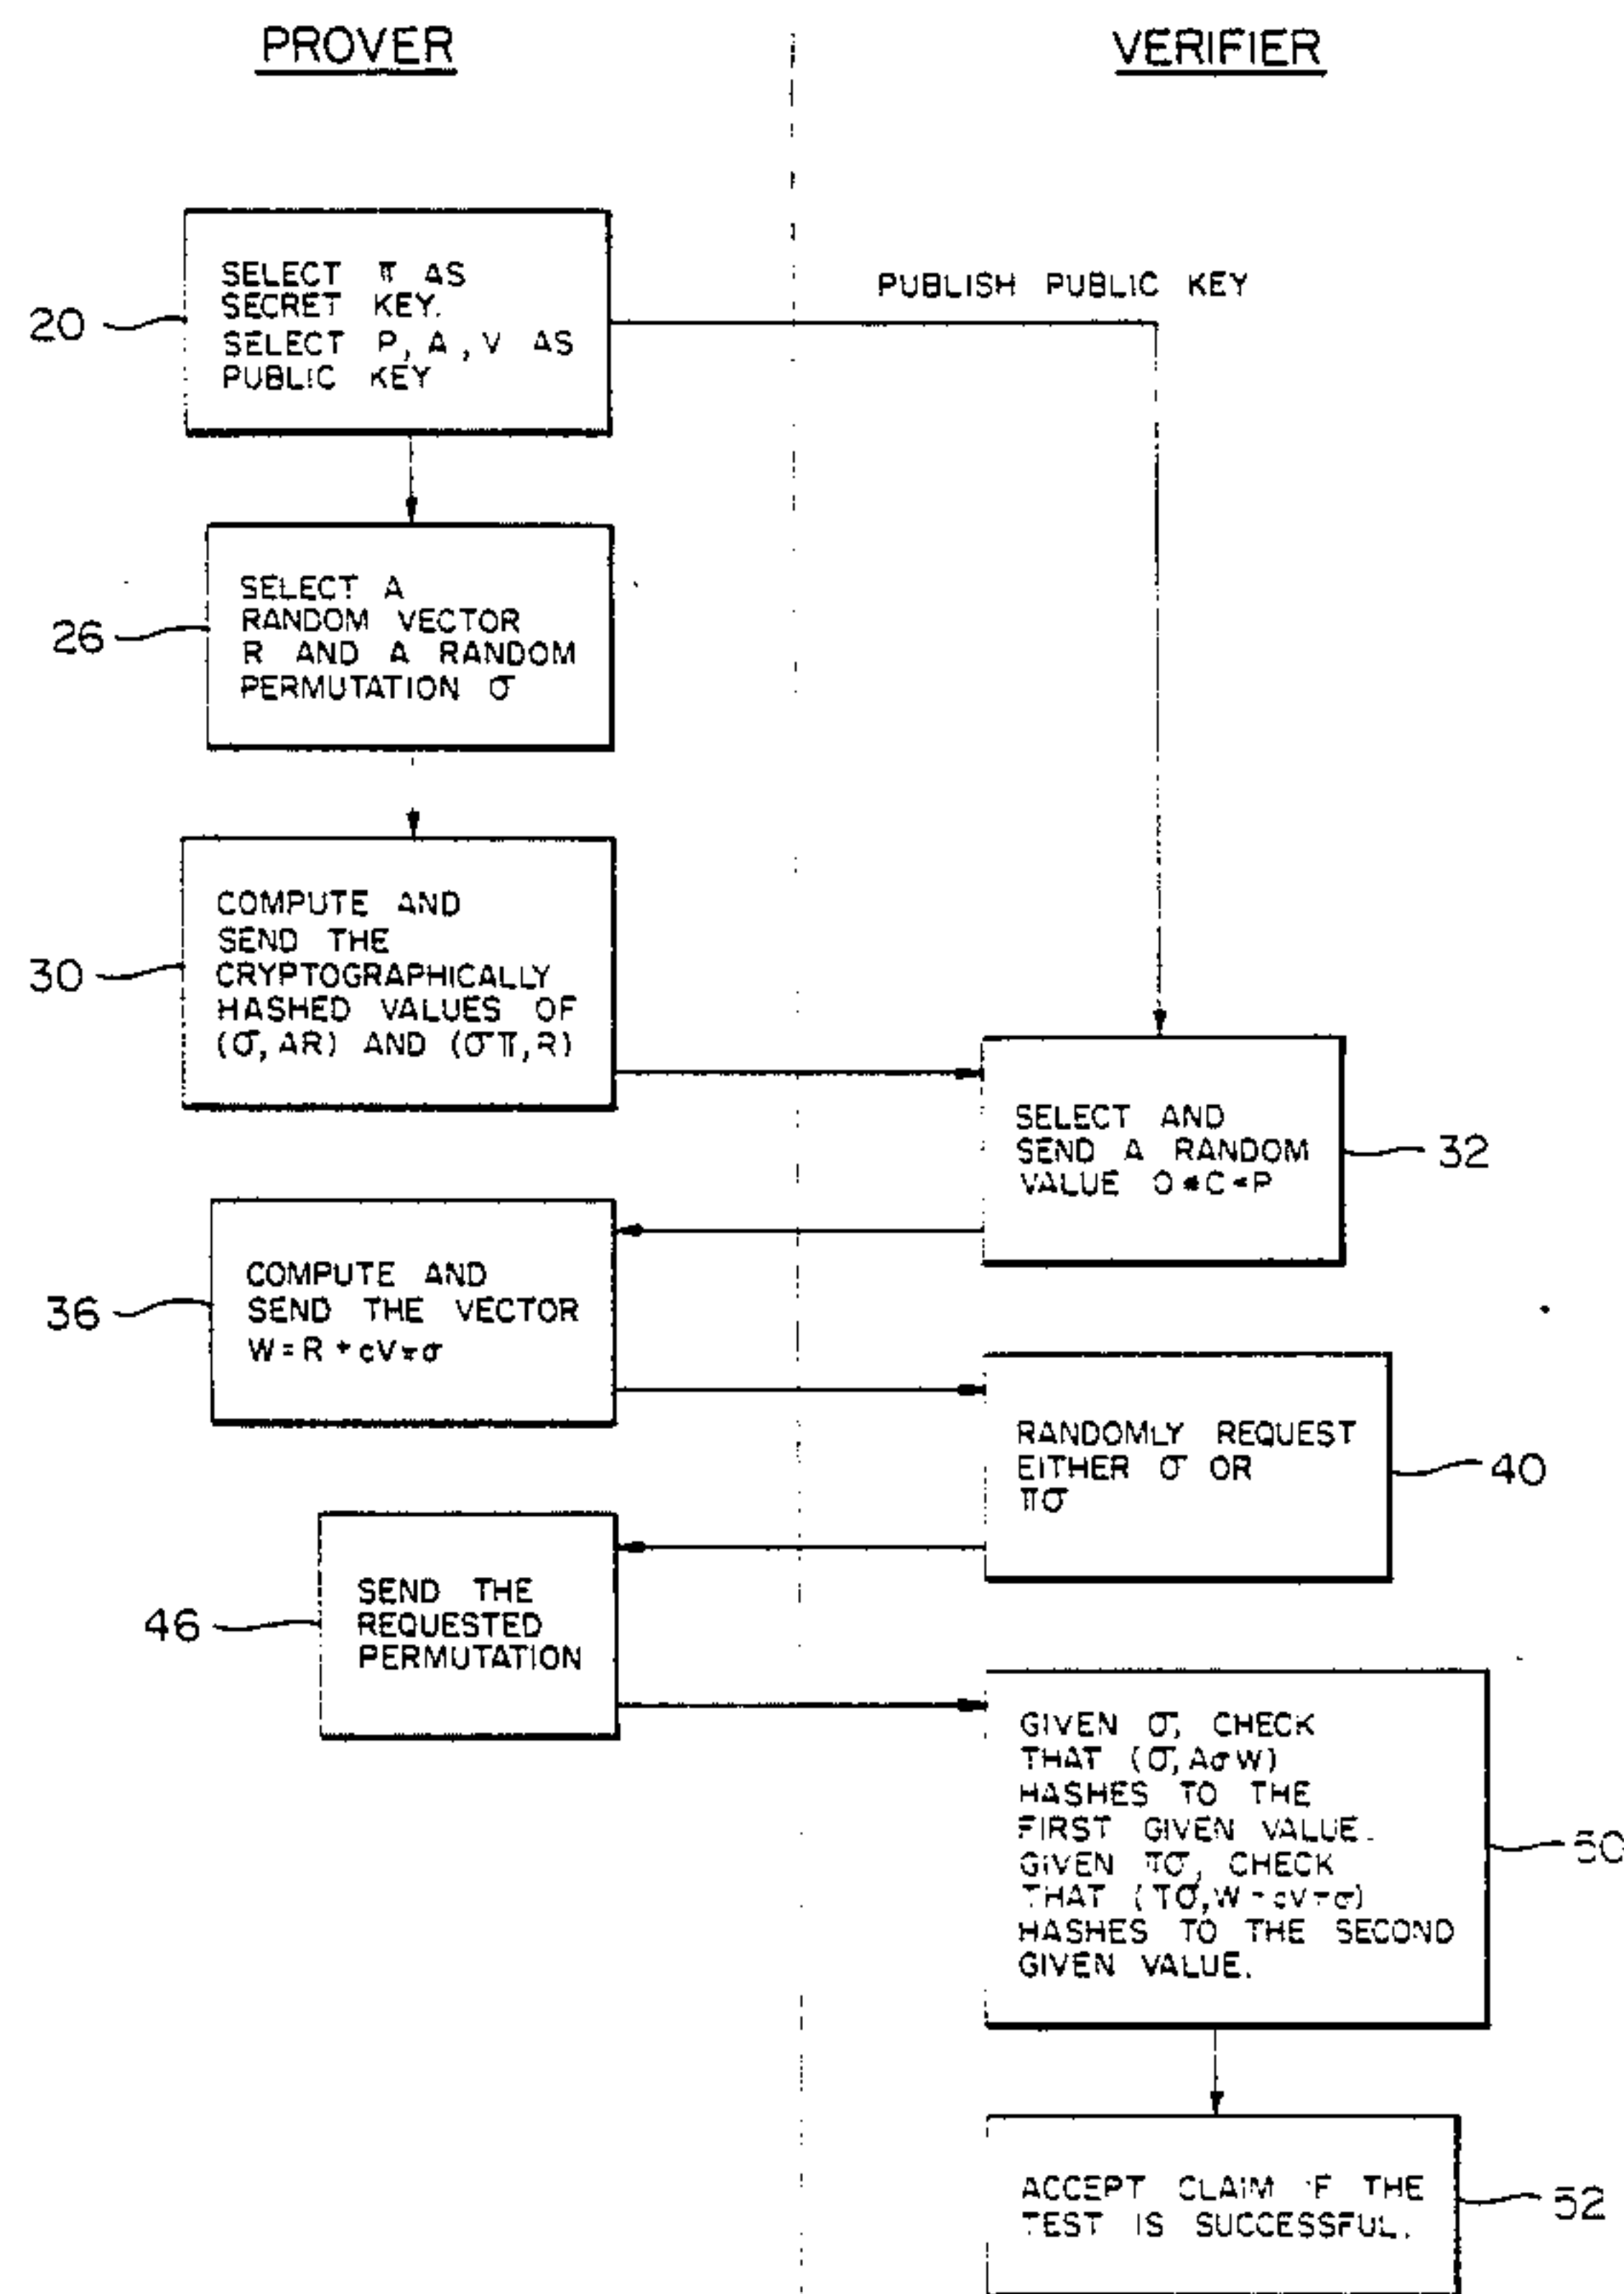 PROVER
VERIFIER
20
SELECT π AS
SECRET KEY.
SELECT P, A, V AS
PUBLIC KEY
PUBLISH PUBLIC KEY
26
SELECT A
RANDOM VECTOR
R AND A RANDOM
PERMUTATION σ
30
COMPUTE AND
SEND THE
CRYPTOGRAPHICALLY
HASHED VALUES OF
(σ, AR) AND (σπ, R)
SELECT AND
SEND A RANDOM
VALUE
32
36
COMPUTE AND
SEND THE VECTOR
W = R + cVπσ
RANDOMLY REQUEST
EITHER σ OR
πσ
40
46
SEND THE
REQUESTED
PERMUTATION
GIVEN σ, CHECK
THAT (σ, AσW)
HASHES TO THE
FIRST GIVEN VALUE.
GIVEN πσ, CHECK
THAT
HASHES TO THE SECOND
GIVEN VALUE.
50
ACCEPT CLAIM IF THE
TEST IS SUCCESSFUL.
52